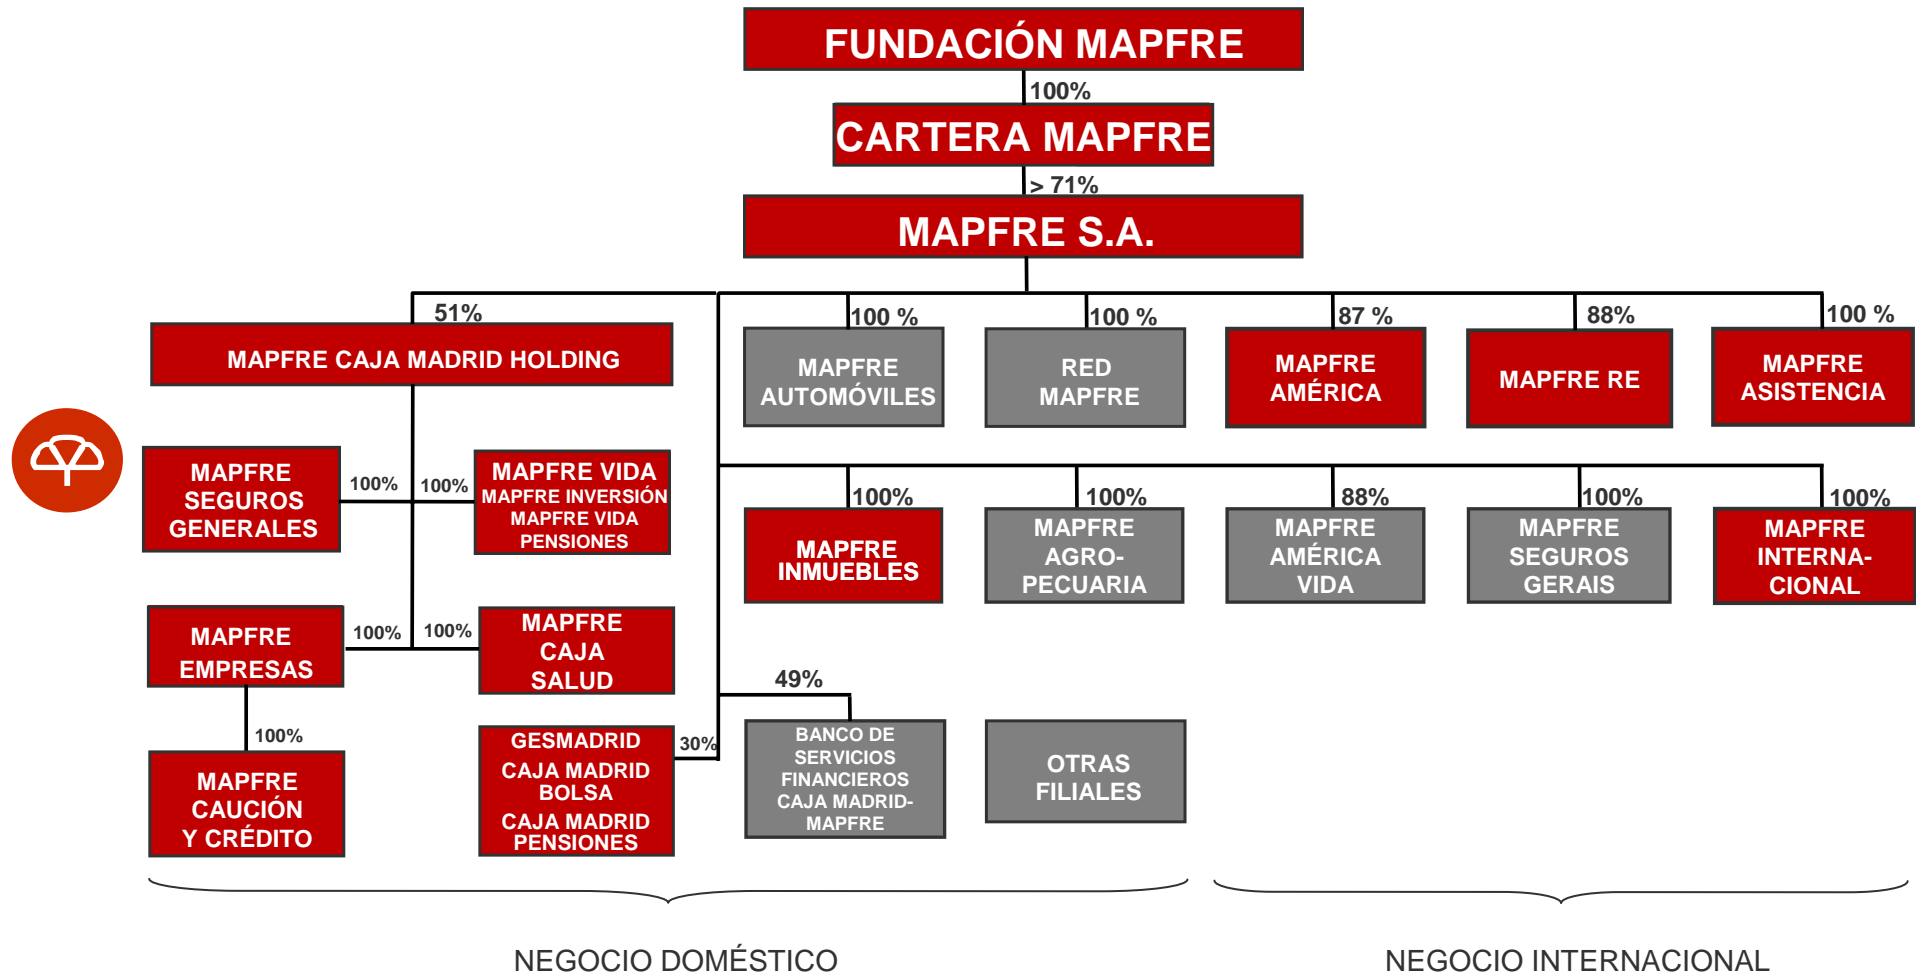 FUNDACIÓN MAPFRE
100%
CARTERA MAPFRE
> 71%
MAPFRE S.A.
51%
MAPFRE CAJA MADRID HOLDING
100 %
MAPFRE
AUTOMÓVILES
100 %
RED
MAPFRE
87 %
MAPFRE
AMÉRICA
88%
MAPFRE RE
100 %
MAPFRE
ASISTENCIA
MAPFRE
SEGUROS
GENERALES
100%
100%
MAPFRE VIDA
MAPFRE INVERSIÓN
MAPFRE VIDA
PENSIONES
100%
MAPFRE
INMUEBLES
100%
MAPFRE
AGRO-
PECUARIA
88%
MAPFRE
AMÉRICA
VIDA
100%
MAPFRE
SEGUROS
GERAIS
100%
MAPFRE
INTERNA-
CIONAL
MAPFRE
EMPRESAS
100%
100%
MAPFRE
CAJA
SALUD
100%
MAPFRE
CAUCIÓN
Y CRÉDITO
GESMADRID
CAJA MADRID
BOLSA
CAJA MADRID
PENSIONES
30%
49%
BANCO DE
SERVICIOS
FINANCIEROS
CAJA MADRID-
MAPFRE
OTRAS
FILIALES
NEGOCIO DOMÉSTICO
NEGOCIO INTERNACIONAL